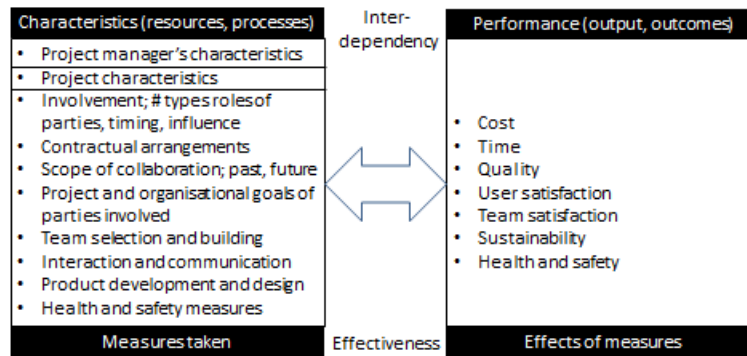 Characteristics (resources, processes)
• Project manager's characteristics
• Project characteristics
• Involvement; # types roles of
parties, timing, influence
• Contractual arrangements
• Scope of collaboration; past, future
• Project and organisational goals of
parties involved
• Team selection and building
• Interaction and communication
• Product development and design
• Health and safety measures
Measures taken
Inter-
dependency
Effectiveness
Performance (output, outcomes)
• Cost
• Time
• Quality
• User satisfaction
• Team satisfaction
• Sustainability
• Health and safety
Effects of measures